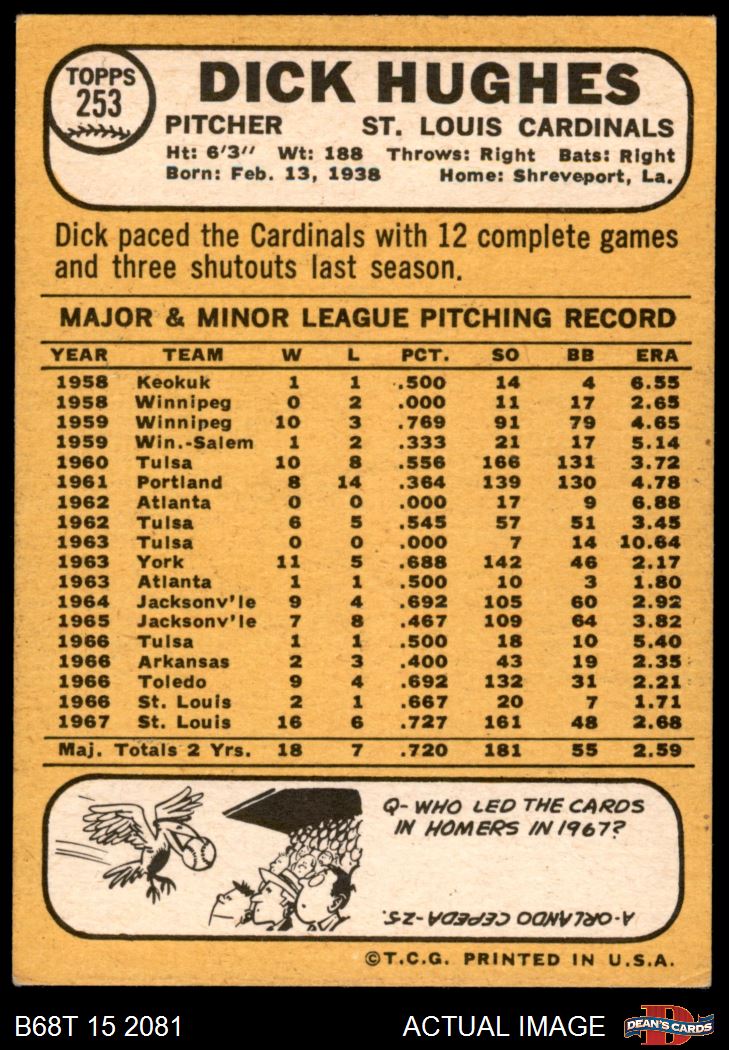 TOPPS
253
DICK HUGHES
PITCHER ST. LOUIS CARDINALS
Ht: 6'3" Wt: 188 Throws: Right Bats: Right
Born: Feb. 13, 1938 Home: Shreveport, La.
Dick paced the Cardinals with 12 complete games
and three shutouts last season.
MAJOR & MINOR LEAGUE PITCHING RECORD
YEAR TEAM W L PCT. SO BB ERA
1958 Keokuk 1 1 .500 14 4 6.55
1958 Winnipeg 0 2 .000 11 17 2.65
1959 Winnipeg 10 3 .769 91 79 4.65
1959 Win.-Salem 1 2 .333 21 17 5.14
1960 Tulsa 10 8 .556 166 131 3.72
1961 Portland 8 14 .364 139 130 4.78
1962 Atlanta 0 0 .000 17 9 6.88
1962 Tulsa 6 5 .545 57 51 3.45
1963 Tulsa 0 0 .000 7 14 10.64
1963 York 11 5 .688 142 46 2.17
1963 Atlanta 1 1 .500 10 3 1.80
1964 Jacksonv'le 9 4 .692 105 60 2.92
1965 Jacksonv'le 7 8 .467 109 64 3.82
1966 Tulsa 1 1 .500 18 10 5.40
1966 Arkansas 2 3 .400 43 19 2.35
1966 Toledo 9 4 .692 132 31 2.21
1966 St. Louis 2 1 .667 20 7 1.71
1967 St. Louis 16 6 .727 161 48 2.68
Maj. Totals 2 Yrs. 18 7 .720 181 55 2.59
Q- WHO LED THE CARDS
IN HOMERS IN 1967?
A-ORLANDO CEPEDA-25.
©T.C.G. PRINTED IN U.S.A.
B68T 15 2081 ACTUAL IMAGE DEAN'S CARDS